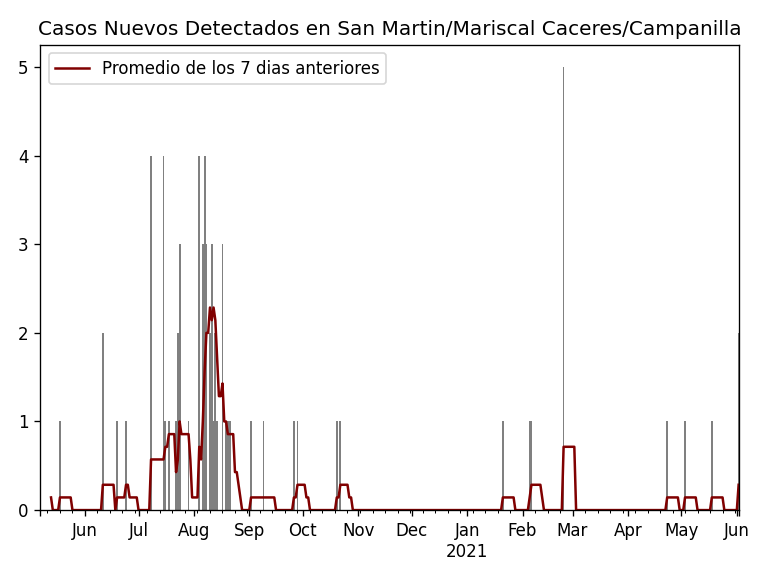 Casos Nuevos Detectados en San Martin/Mariscal Caceres/Campanilla
Promedio de los 7 dias anteriores
5
4
3
2
1
0
Jun Jul Aug Sep Oct Nov Dec Jan Feb Mar Apr May Jun
2021